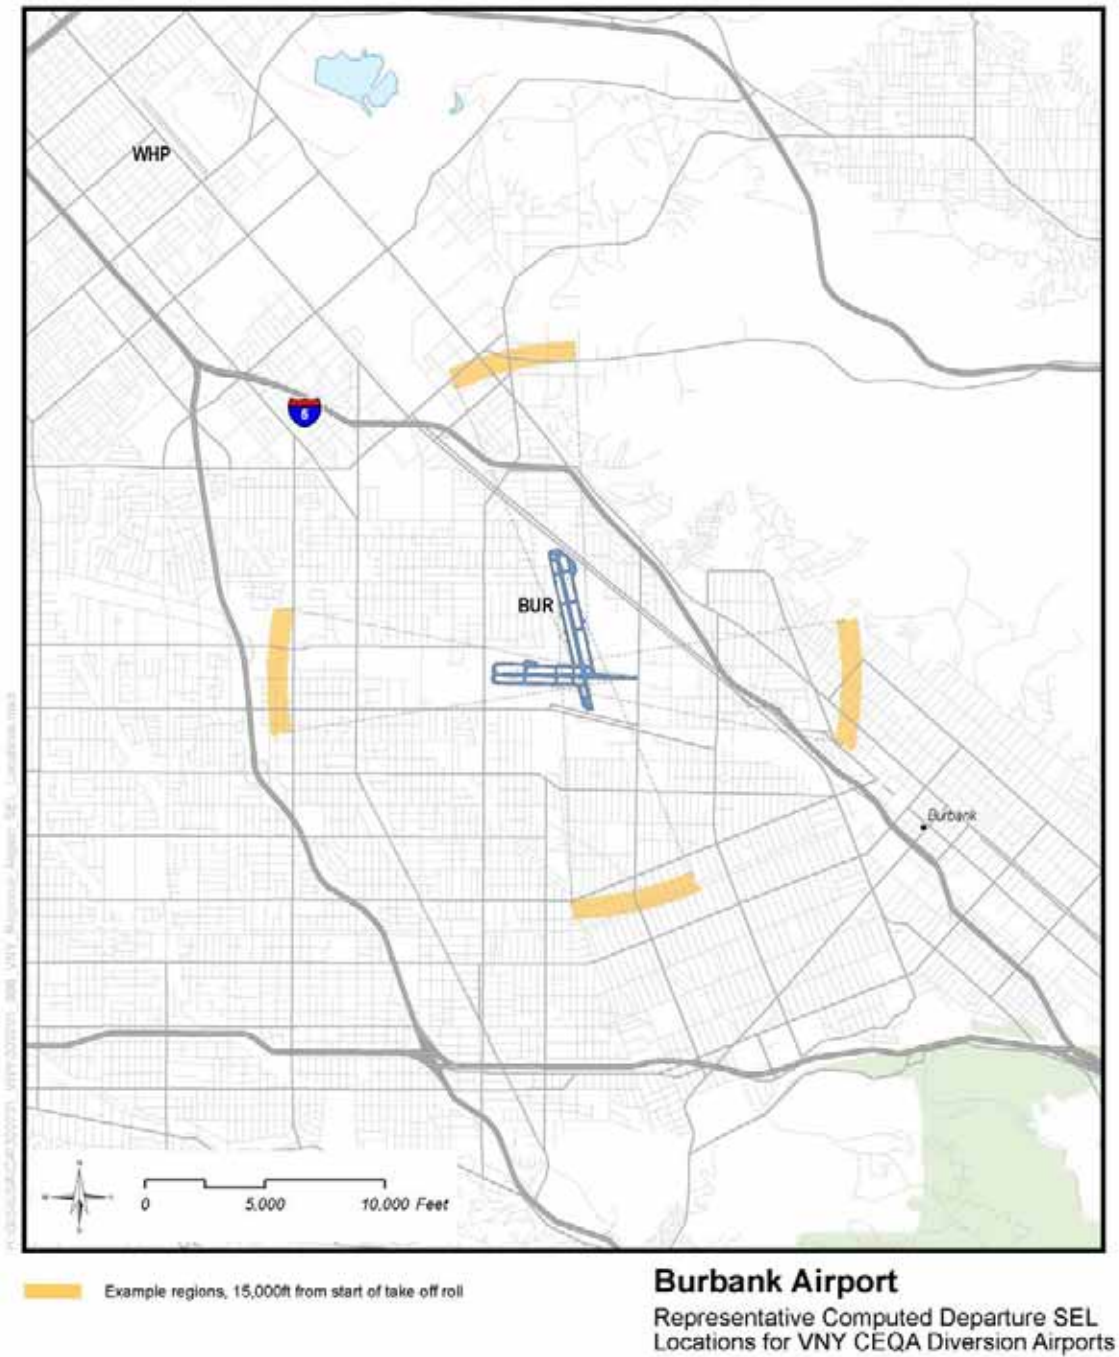 WHP
5
BUR
Burbank
N
0 5,000 10,000 Feet
Example regions, 15,000ft from start of take off roll
Burbank Airport
Representative Computed Departure SEL
Locations for VNY CEQA Diversion Airports